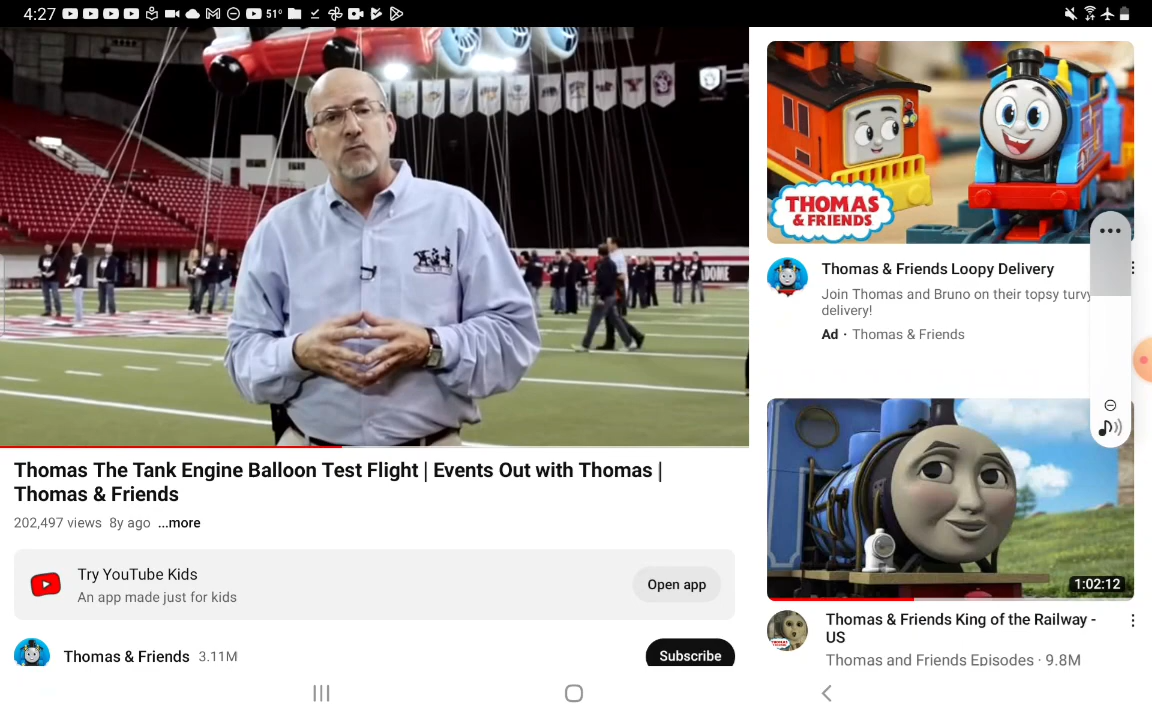 4:27
51°
DOME
Thomas The Tank Engine Balloon Test Flight | Events Out with Thomas |
Thomas & Friends
202,497 views 8y ago ...more
Try YouTube Kids
An app made just for kids
Open app
Thomas & Friends 3.11M
Subscribe
THOMAS
& FRIENDS
Thomas & Friends Loopy Delivery
Join Thomas and Bruno on their topsy turvy
delivery!
Ad · Thomas & Friends
1:02:12
Thomas & Friends King of the Railway -
US
Thomas and Friends Episodes · 9.8M